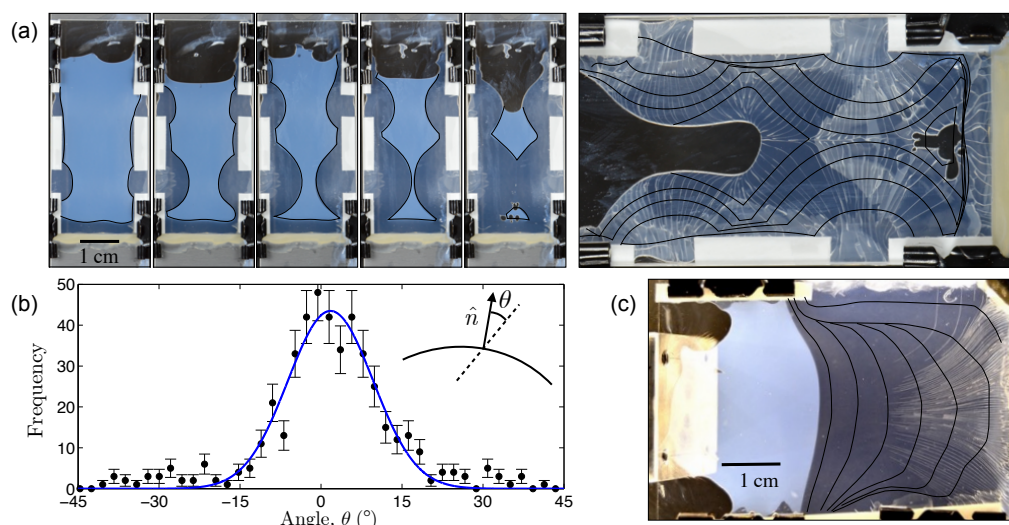 (a)
1 cm
(b)
50
40
30
20
10
0
Frequency
−45
−30
−15
0
15
30
45
Angle, θ (°)
n̂
θ
(c)
1 cm